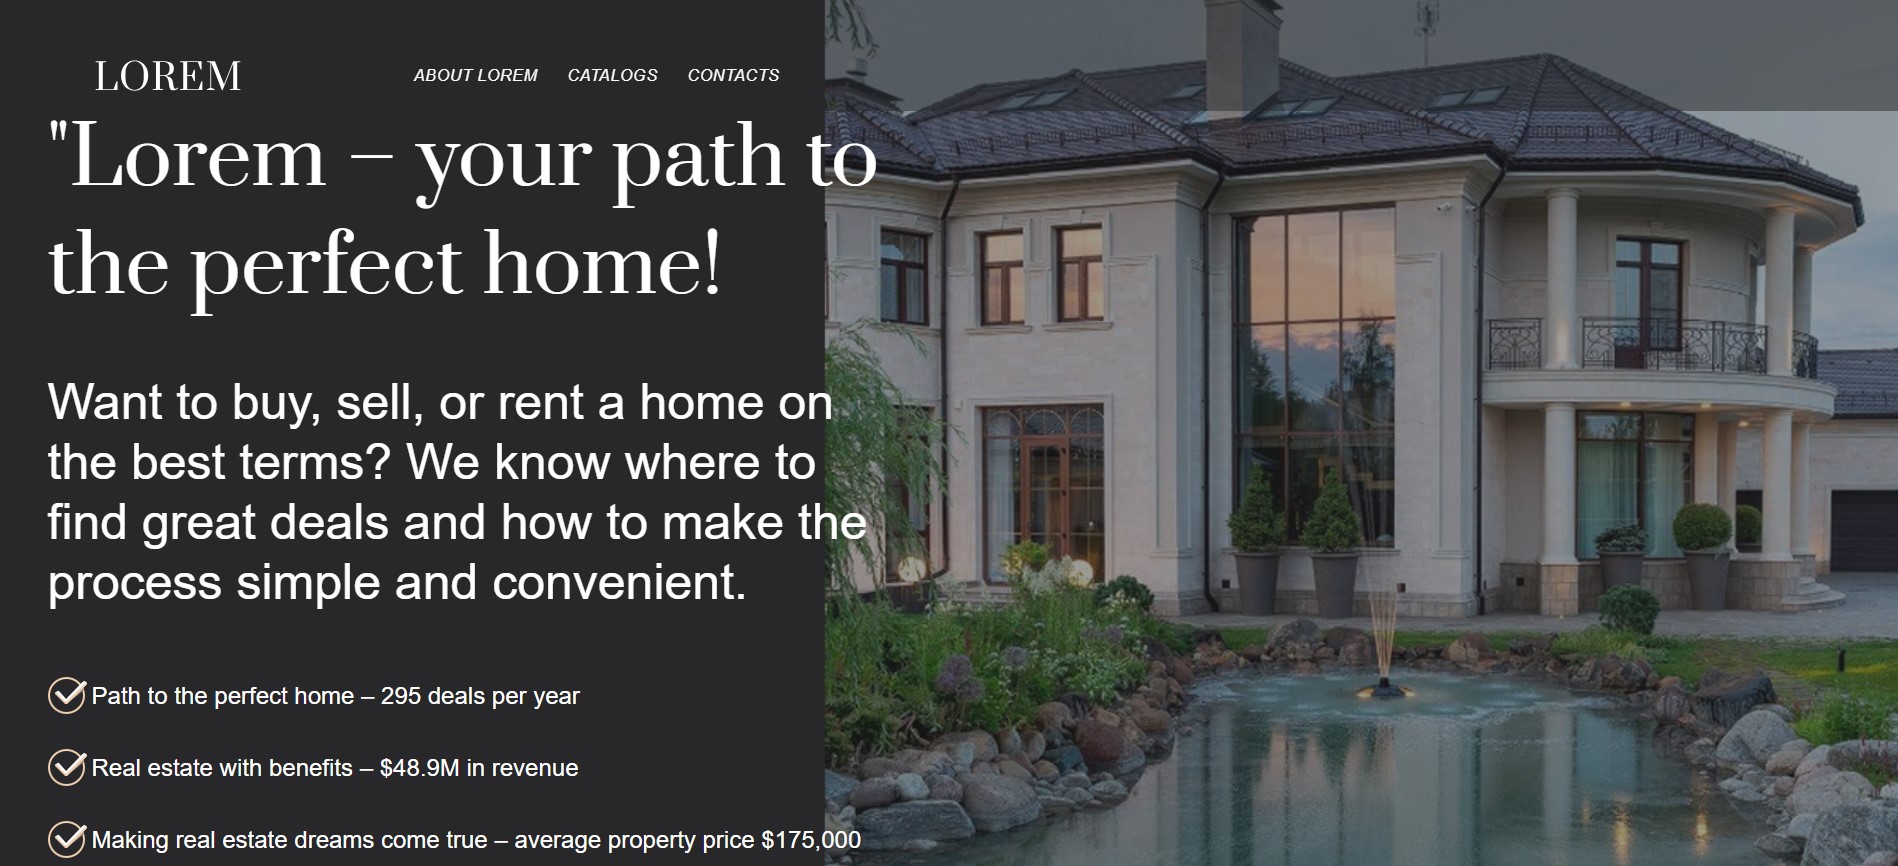 LOREM
ABOUT LOREM CATALOGS CONTACTS
"Lorem – your path to
the perfect home!
Want to buy, sell, or rent a home on
the best terms? We know where to
find great deals and how to make the
process simple and convenient.
Path to the perfect home – 295 deals per year
Real estate with benefits – $48.9M in revenue
Making real estate dreams come true – average property price $175,000